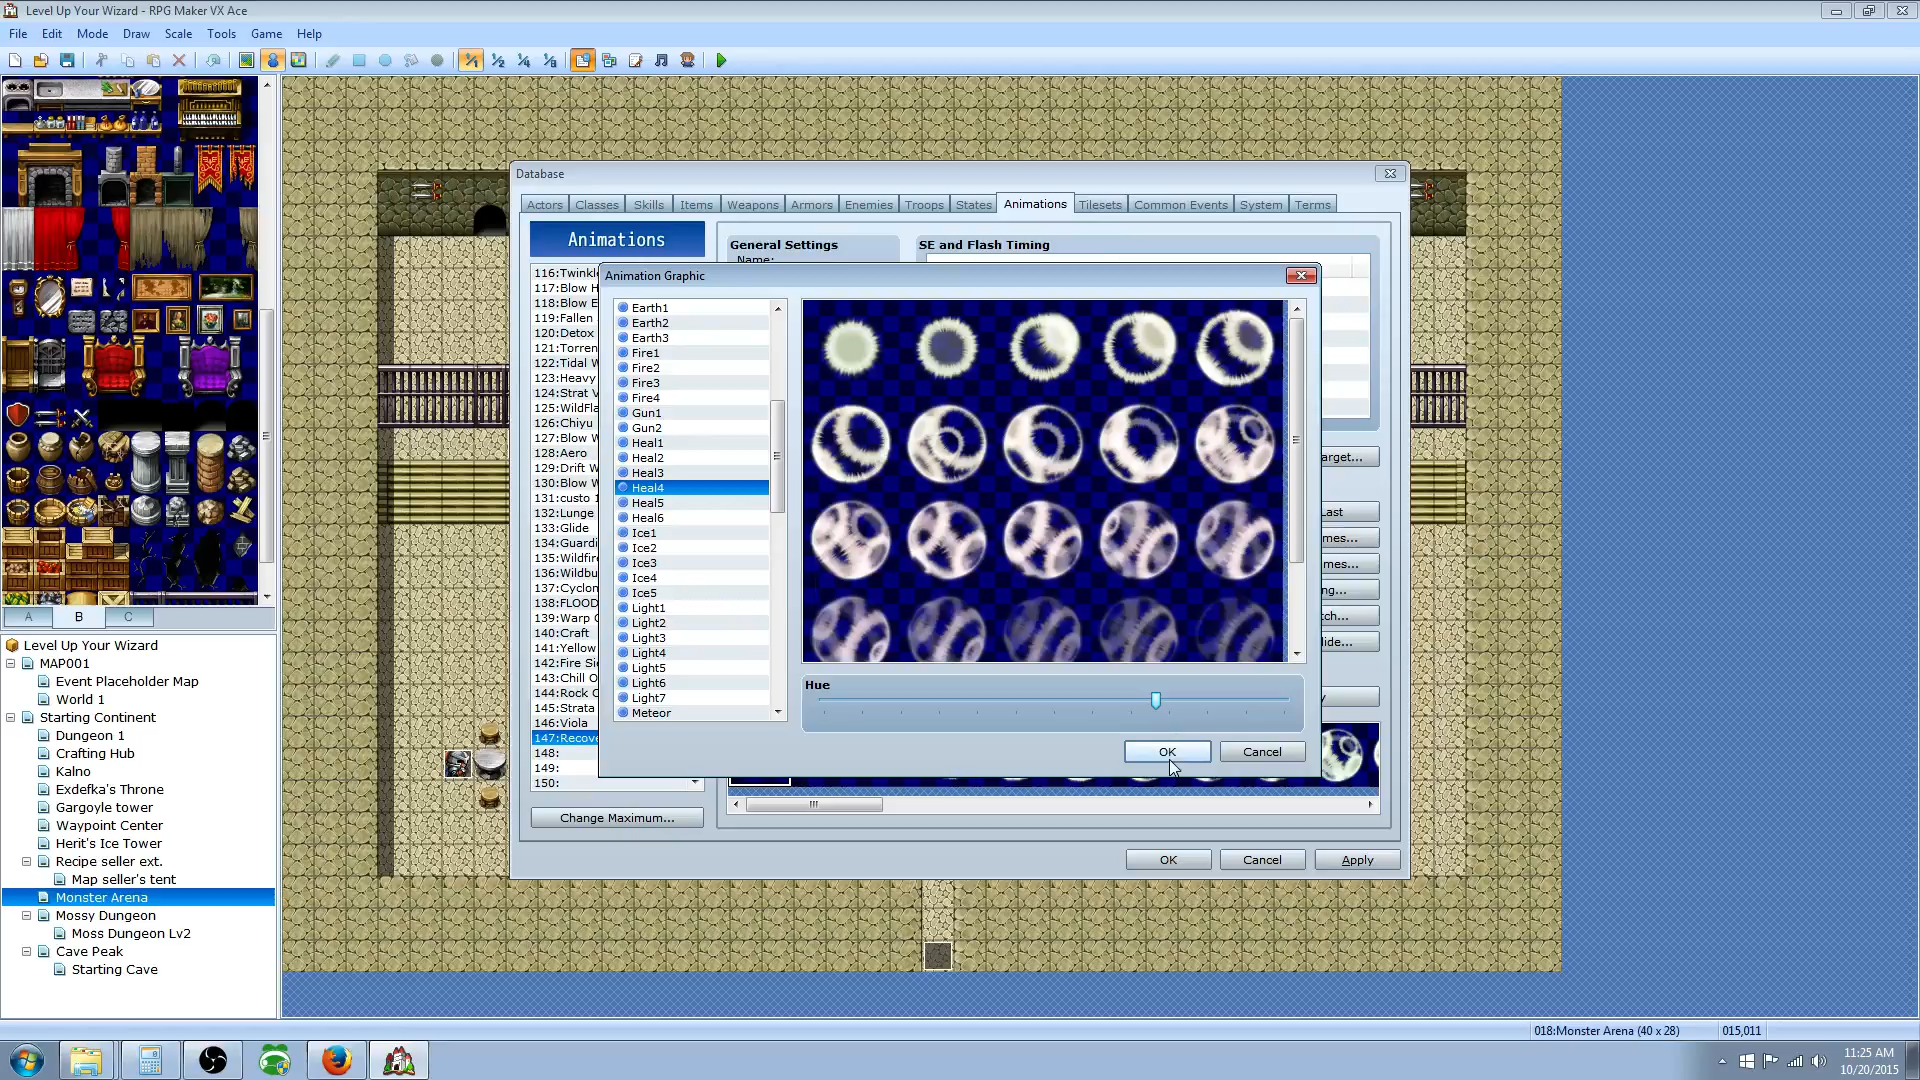 Level Up Your Wizard - RPG Maker VX Ace
File Edit Mode Draw Scale Tools Game Help
Database
Actors Classes Skills Items Weapons Armors Enemies Troops States Animations Tilesets Common Events System Terms
Animations
General Settings
Name:
SE and Flash Timing
116:Twinkle
117:Blow H
118:Blow E
119:Fallen
120:Detox
121:Torren
122:Tidal W
123:Heavy
124:Strat V
125:WildFla
126:Chiyu
127:Blow W
128:Aero
129:Drift W
130:Blow W
131:custo 1
132:Lunge
133:Glide
134:Guardi
135:Wildfire
136:Wildbu
137:Cyclon
138:FLOOD
139:Warp C
140:Craft
141:Yellow
142:Fire Sie
143:Chill O
144:Rock C
145:Strata
146:Viola
147:Recove
148:
149:
150:
Change Maximum...
Animation Graphic
Earth1
Earth2
Earth3
Fire1
Fire2
Fire3
Fire4
Gun1
Gun2
Heal1
Heal2
Heal3
Heal4
Heal5
Heal6
Ice1
Ice2
Ice3
Ice4
Ice5
Light1
Light2
Light3
Light4
Light5
Light6
Light7
Meteor
Hue
OK Cancel
arget...
Last
mes...
mes...
ng...
tch...
lide...
y
OK Cancel Apply
A B C
Level Up Your Wizard
MAP001
Event Placeholder Map
World 1
Starting Continent
Dungeon 1
Crafting Hub
Kalno
Exdefka's Throne
Gargoyle tower
Waypoint Center
Herit's Ice Tower
Recipe seller ext.
Map seller's tent
Monster Arena
Mossy Dungeon
Moss Dungeon Lv2
Cave Peak
Starting Cave
018:Monster Arena (40 x 28) 015,011
11:25 AM
10/20/2015